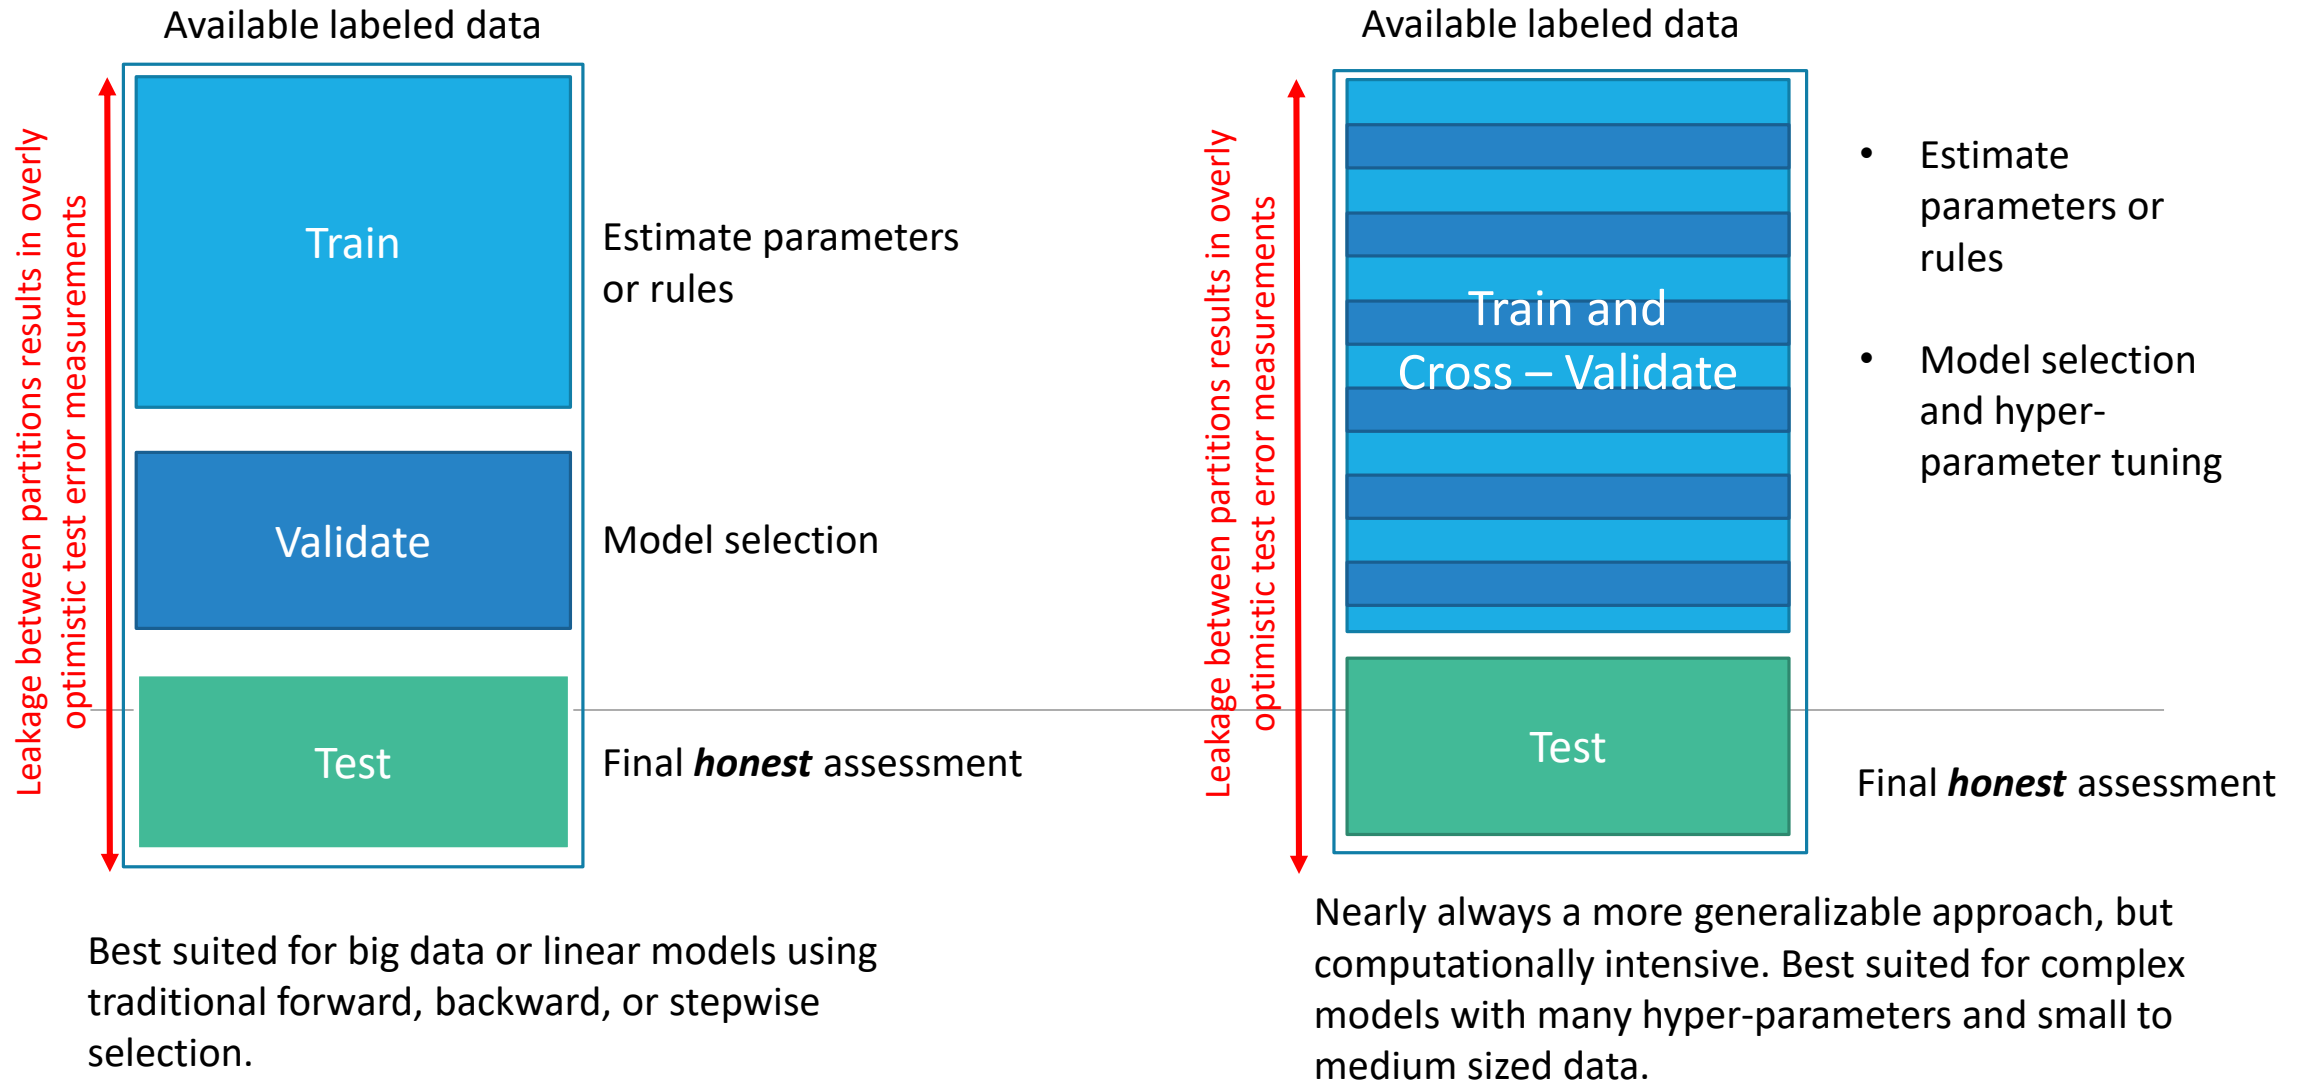 Available labeled data
Leakage between partitions results in overly
optimistic test error measurements
Train
Estimate parameters
or rules
Validate
Model selection
Test
Final honest assessment
Best suited for big data or linear models using
traditional forward, backward, or stepwise
selection.
Available labeled data
Leakage between partitions results in overly
optimistic test error measurements
Train and
Cross – Validate
• Estimate
parameters or
rules
• Model selection
and hyper-
parameter tuning
Test
Final honest assessment
Nearly always a more generalizable approach, but
computationally intensive. Best suited for complex
models with many hyper-parameters and small to
medium sized data.